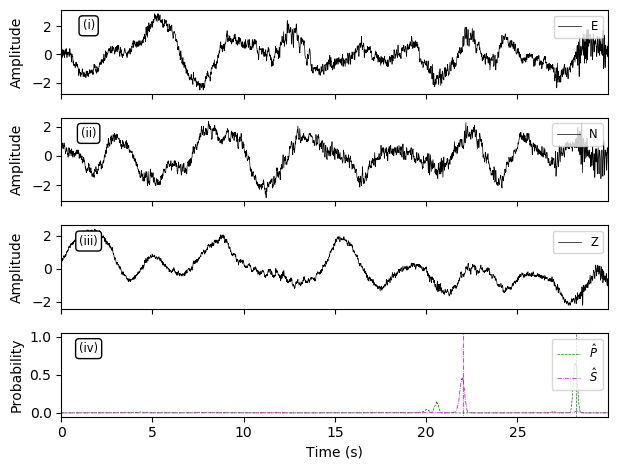 (i)
E
Amplitude
2
0
−2
(ii)
N
Amplitude
2
0
−2
(iii)
Z
Amplitude
2
0
−2
(iv)
P̂
Ŝ
Probability
1.0
0.5
0.0
0 5 10 15 20 25
Time (s)